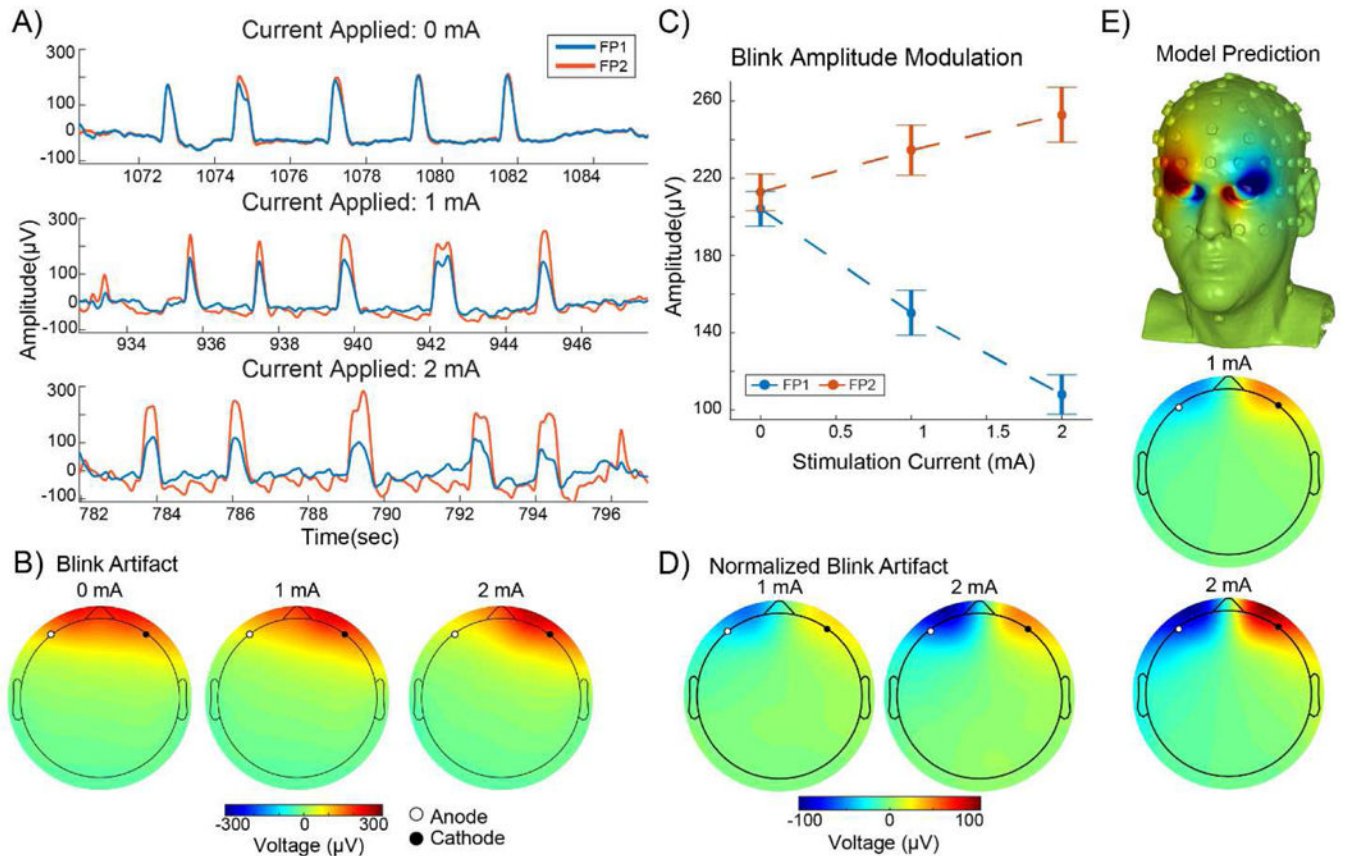 A)
Current Applied: 0 mA
300
100
0
-100
FP1
FP2
1072 1074 1076 1078 1080 1082 1084
Current Applied: 1 mA
300
100
0
-100
934 936 938 940 942 944 946
Current Applied: 2 mA
300
100
0
-100
782 784 786 788 790 792 794 796
Amplitude(µV)
Time(sec)
B) Blink Artifact
0 mA 1 mA 2 mA
-300 0 300
Voltage (µV)
Anode
Cathode
C)
Blink Amplitude Modulation
260
220
180
140
100
Amplitude(µV)
FP1 FP2
0 0.5 1 1.5 2
Stimulation Current (mA)
D) Normalized Blink Artifact
1 mA 2 mA
-100 0 100
Voltage (µV)
E)
Model Prediction
1 mA
2 mA